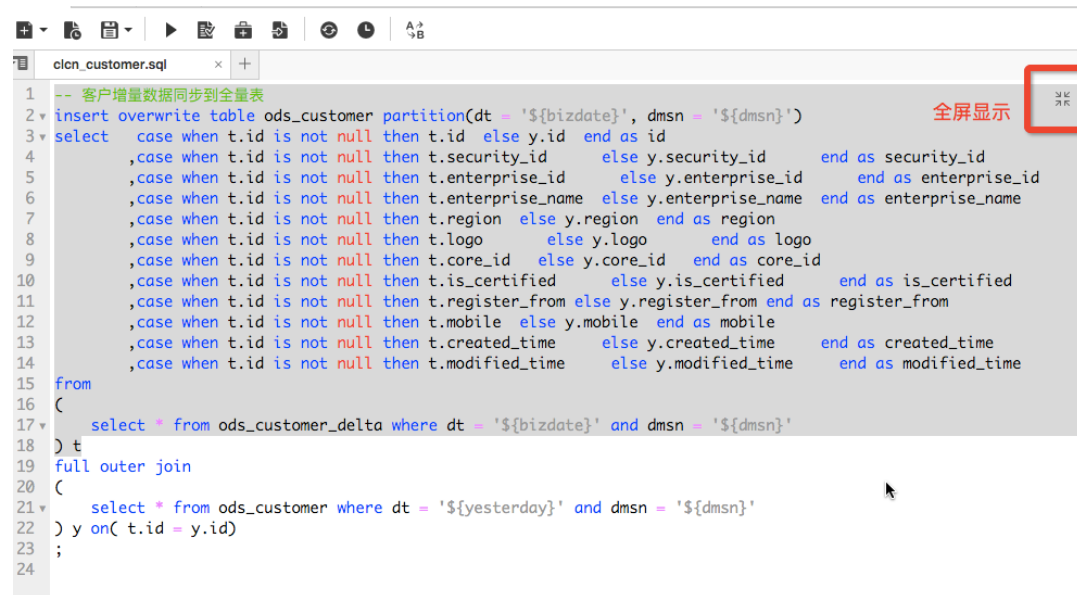 clcn_customer.sql × +
1 -- 客户增量数据同步到全量表
2 insert overwrite table ods_customer partition(dt = '${bizdate}', dmsn = '${dmsn}')
全屏显示
3 select case when t.id is not null then t.id else y.id end as id
4 ,case when t.id is not null then t.security_id else y.security_id end as security_id
5 ,case when t.id is not null then t.enterprise_id else y.enterprise_id end as enterprise_id
6 ,case when t.id is not null then t.enterprise_name else y.enterprise_name end as enterprise_name
7 ,case when t.id is not null then t.region else y.region end as region
8 ,case when t.id is not null then t.logo else y.logo end as logo
9 ,case when t.id is not null then t.core_id else y.core_id end as core_id
10 ,case when t.id is not null then t.is_certified else y.is_certified end as is_certified
11 ,case when t.id is not null then t.register_from else y.register_from end as register_from
12 ,case when t.id is not null then t.mobile else y.mobile end as mobile
13 ,case when t.id is not null then t.created_time else y.created_time end as created_time
14 ,case when t.id is not null then t.modified_time else y.modified_time end as modified_time
15 from
16 (
17 select * from ods_customer_delta where dt = '${bizdate}' and dmsn = '${dmsn}'
18 ) t
19 full outer join
20 (
21 select * from ods_customer where dt = '${yesterday}' and dmsn = '${dmsn}'
22 ) y on( t.id = y.id)
23 ;
24